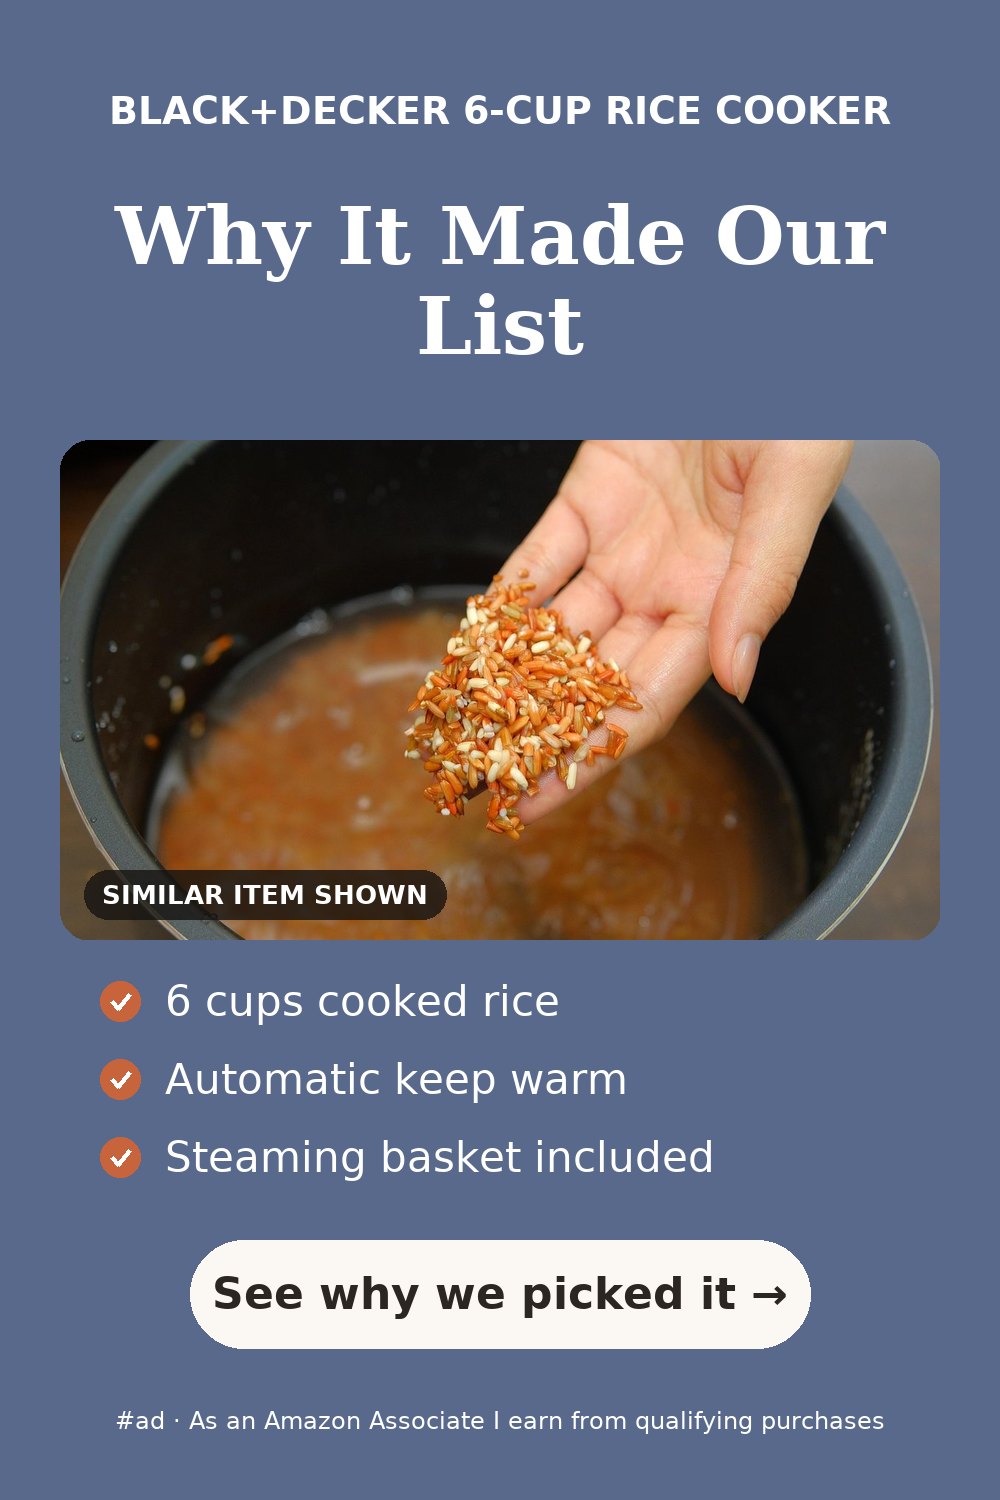 BLACK+DECKER 6-CUP RICE COOKER
Why It Made Our
List
SIMILAR ITEM SHOWN
6 cups cooked rice
Automatic keep warm
Steaming basket included
See why we picked it →
#ad · As an Amazon Associate I earn from qualifying purchases